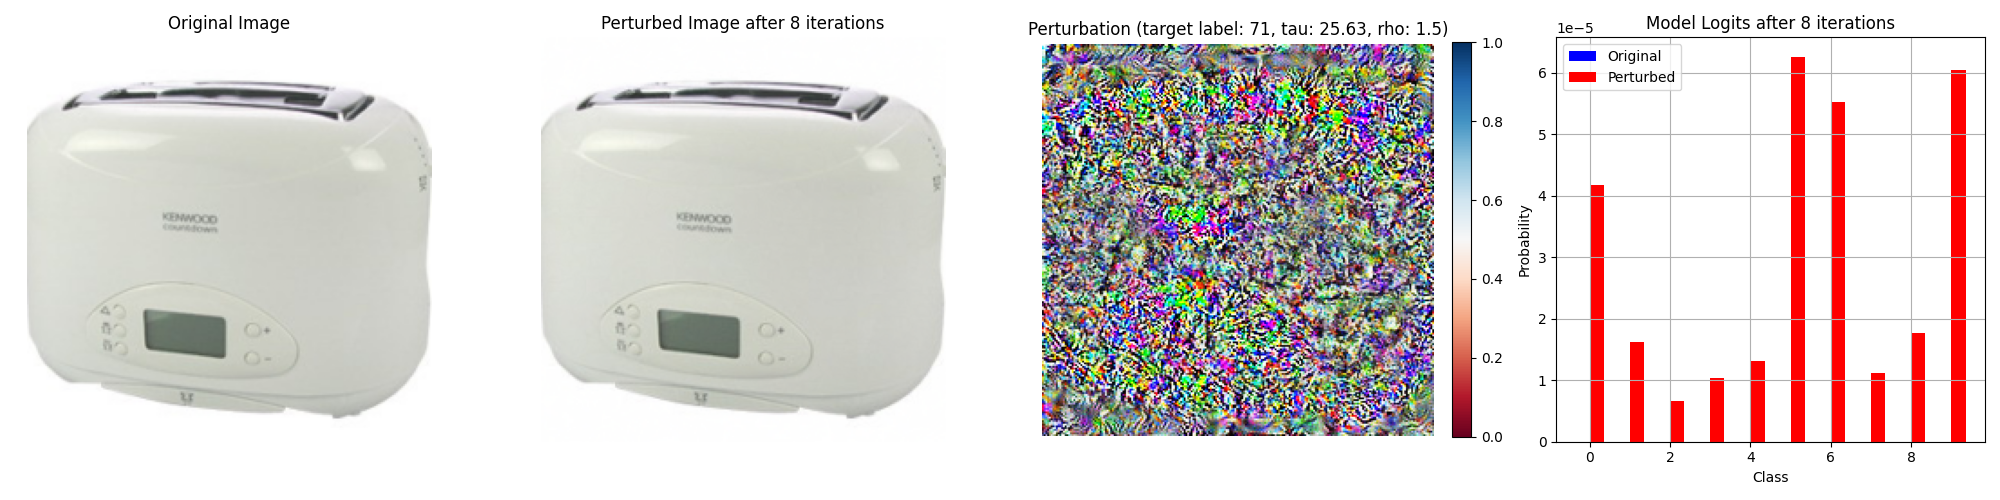 Original Image
KENWOOD
countdown
Perturbed Image after 8 iterations
KENWOOD
countdown
Perturbation (target label: 71, tau: 25.63, rho: 1.5)
1.0
0.8
0.6
0.4
0.2
0.0
Model Logits after 8 iterations
1e−5
Original
Perturbed
6
5
4
3
2
1
0
Probability
0 2 4 6 8
Class